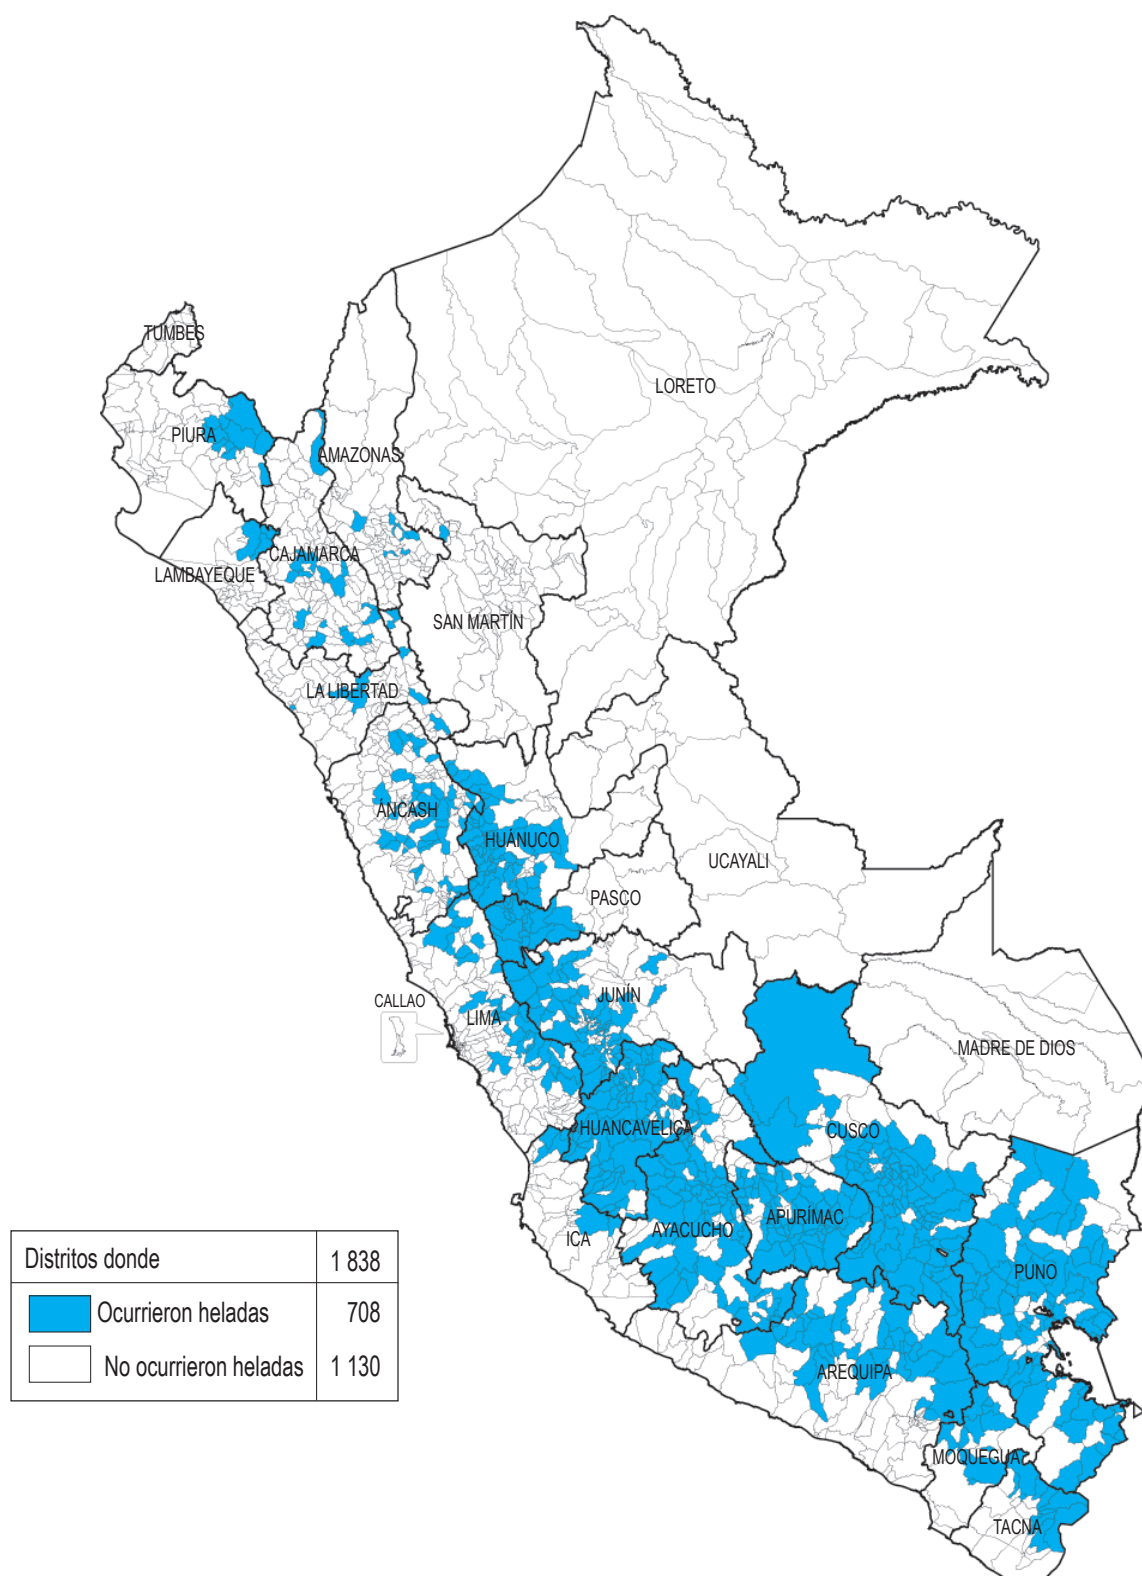 TUMBES
LORETO
PIURA
AMAZONAS
CAJAMARCA
LAMBAYEQUE
SAN MARTÍN
LA LIBERTAD
ÁNCASH
HUÁNUCO
UCAYALI
PASCO
JUNÍN
CALLAO
LIMA
MADRE DE DIOS
HUANCAVELICA
CUSCO
APURÍMAC
AYACUCHO
ICA
PUNO
AREQUIPA
MOQUEGUA
TACNA
Distritos donde 1 838
Ocurrieron heladas 708
No ocurrieron heladas 1 130